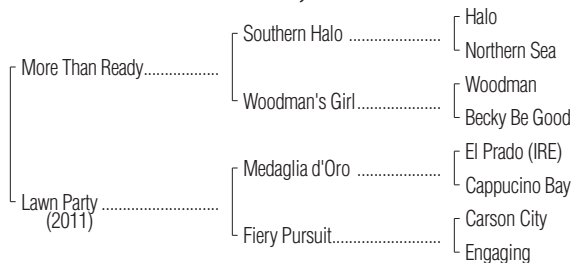 Halo
Southern Halo ....................
Northern Sea
More Than Ready................
Woodman
Woodman's Girl..................
Becky Be Good
El Prado (IRE)
Medaglia d'Oro ..................
Cappucino Bay
Lawn Party .........................
(2011)
Carson City
Fiery Pursuit.......................
Engaging